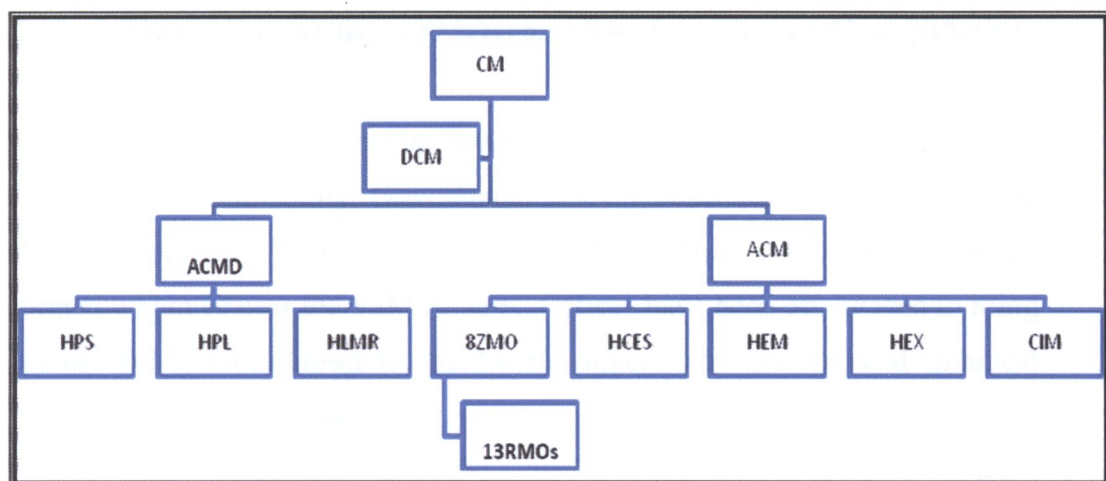 CM
DCM
ACMD
ACM
HPS
HPL
HLMR
8ZMO
HCES
HEM
HEX
CIM
13RMOs